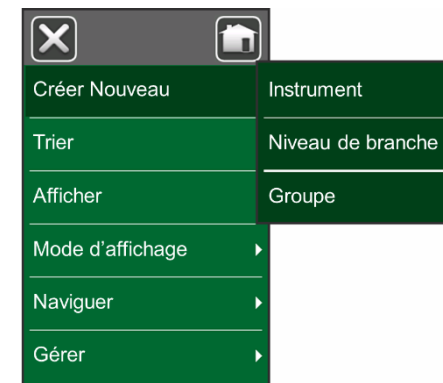 Créer Nouveau
Instrument
Trier
Niveau de branche
Afficher
Groupe
Mode d'affichage
Naviguer
Gérer